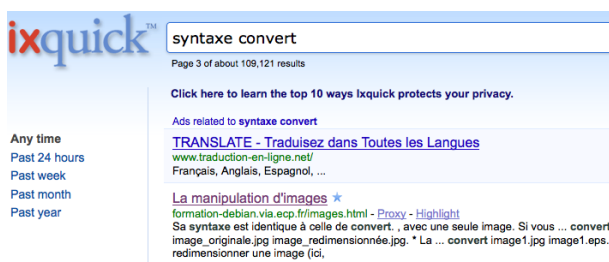 ixquick™
syntaxe convert
Page 3 of about 109,121 results
Click here to learn the top 10 ways Ixquick protects your privacy.
Ads related to syntaxe convert
Any time
Past 24 hours
Past week
Past month
Past year
TRANSLATE - Traduisez dans Toutes les Langues
www.traduction-en-ligne.net/
Français, Anglais, Espagnol, ...
La manipulation d'images ★
formation-debian.via.ecp.fr/images.html - Proxy - Highlight
Sa syntaxe est identique à celle de convert. , avec une seule image. Si vous ... convert
image_originale.jpg image_redimensionnée.jpg. * La ... convert image1.jpg image1.eps.
redimensionner une image (ici,